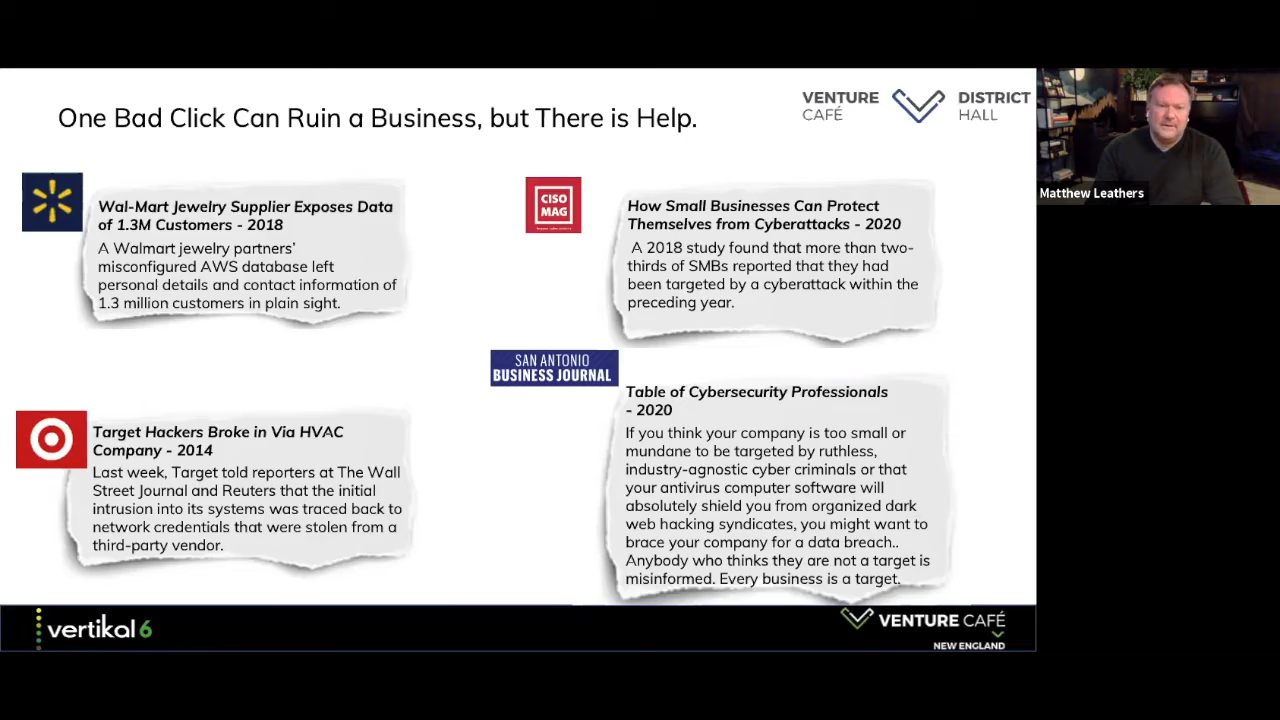 One Bad Click Can Ruin a Business, but There is Help.
VENTURE
CAFÉ
DISTRICT
HALL
Matthew Leathers
Wal-Mart Jewelry Supplier Exposes Data
of 1.3M Customers - 2018
A Walmart jewelry partners’
misconfigured AWS database left
personal details and contact information of
1.3 million customers in plain sight.
CISO
MAG
How Small Businesses Can Protect
Themselves from Cyberattacks - 2020
A 2018 study found that more than two-
thirds of SMBs reported that they had
been targeted by a cyberattack within the
preceding year.
Target Hackers Broke in Via HVAC
Company - 2014
Last week, Target told reporters at The Wall
Street Journal and Reuters that the initial
intrusion into its systems was traced back to
network credentials that were stolen from a
third-party vendor.
SAN ANTONIO
BUSINESS JOURNAL
Table of Cybersecurity Professionals
- 2020
If you think your company is too small or
mundane to be targeted by ruthless,
industry-agnostic cyber criminals or that
your antivirus computer software will
absolutely shield you from organized dark
web hacking syndicates, you might want to
brace your company for a data breach..
Anybody who thinks they are not a target is
misinformed. Every business is a target.
vertikal6
VENTURE CAFÉ
NEW ENGLAND